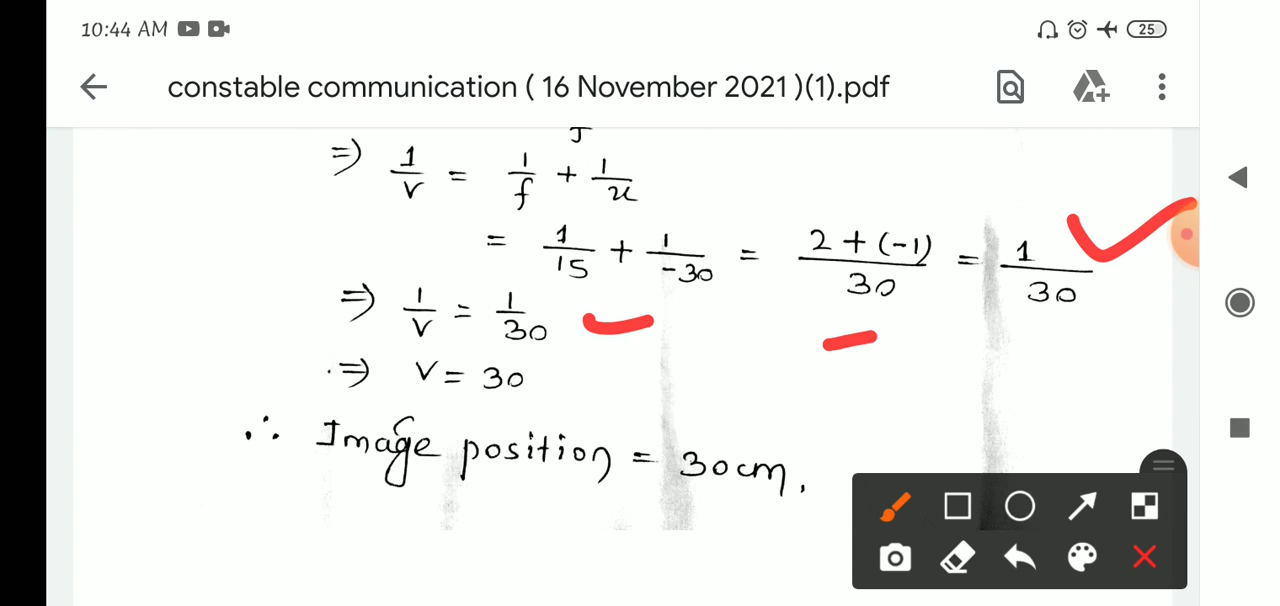 10:44 AM 25
constable communication ( 16 November 2021 )(1).pdf
⇒ 1/v = 1/f + 1/u
= 1/15 + 1/-30 = 2+(-1)/30 = 1/30
⇒ 1/v = 1/30
⇒ v = 30
∴ Image position = 30cm.